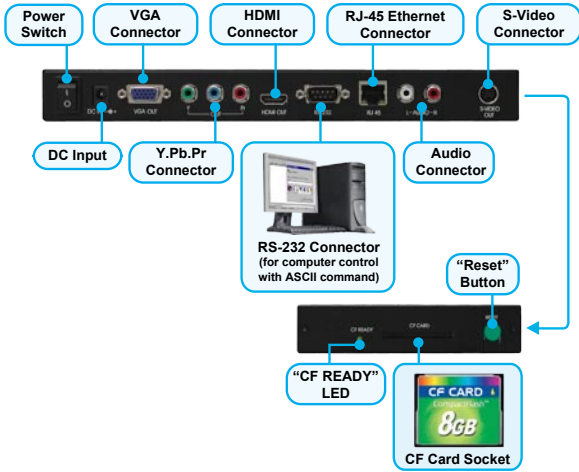 Power
Switch
VGA
Connector
HDMI
Connector
RJ-45 Ethernet
Connector
S-Video
Connector
VGA OUT
HDMI OUT
RJ 45
S-VIDEO
OUT
DC Input
Y.Pb.Pr
Connector
Audio
Connector
RS-232 Connector
(for computer control
with ASCII command)
“Reset”
Button
CF READY
CF CARD
“CF READY”
LED
CF CARD
CompactFlash
8GB
CF Card Socket